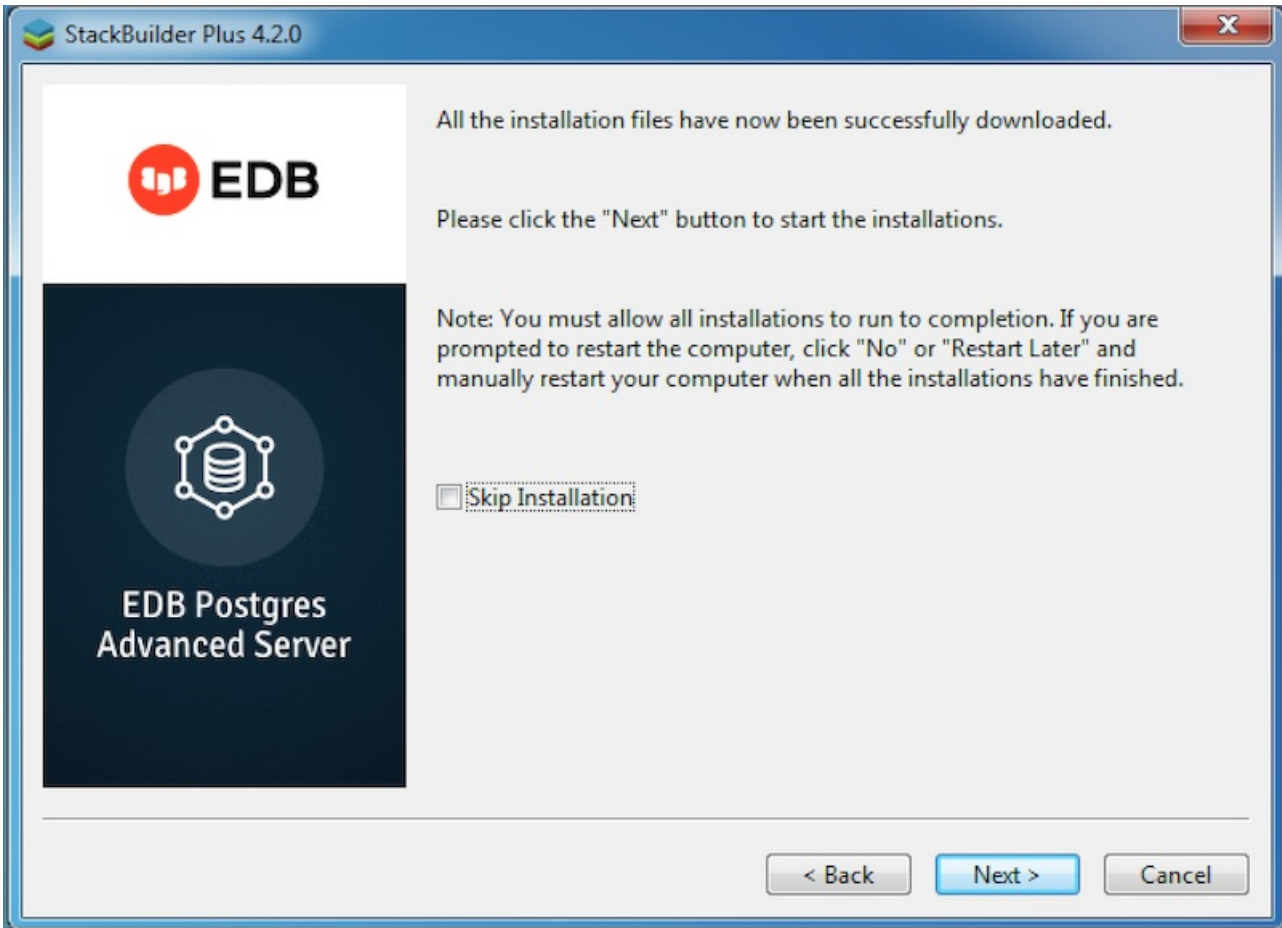 StackBuilder Plus 4.2.0
EDB
EDB Postgres
Advanced Server
All the installation files have now been successfully downloaded.
Please click the "Next" button to start the installations.
Note: You must allow all installations to run to completion. If you are
prompted to restart the computer, click "No" or "Restart Later" and
manually restart your computer when all the installations have finished.
Skip Installation
< Back
Next >
Cancel